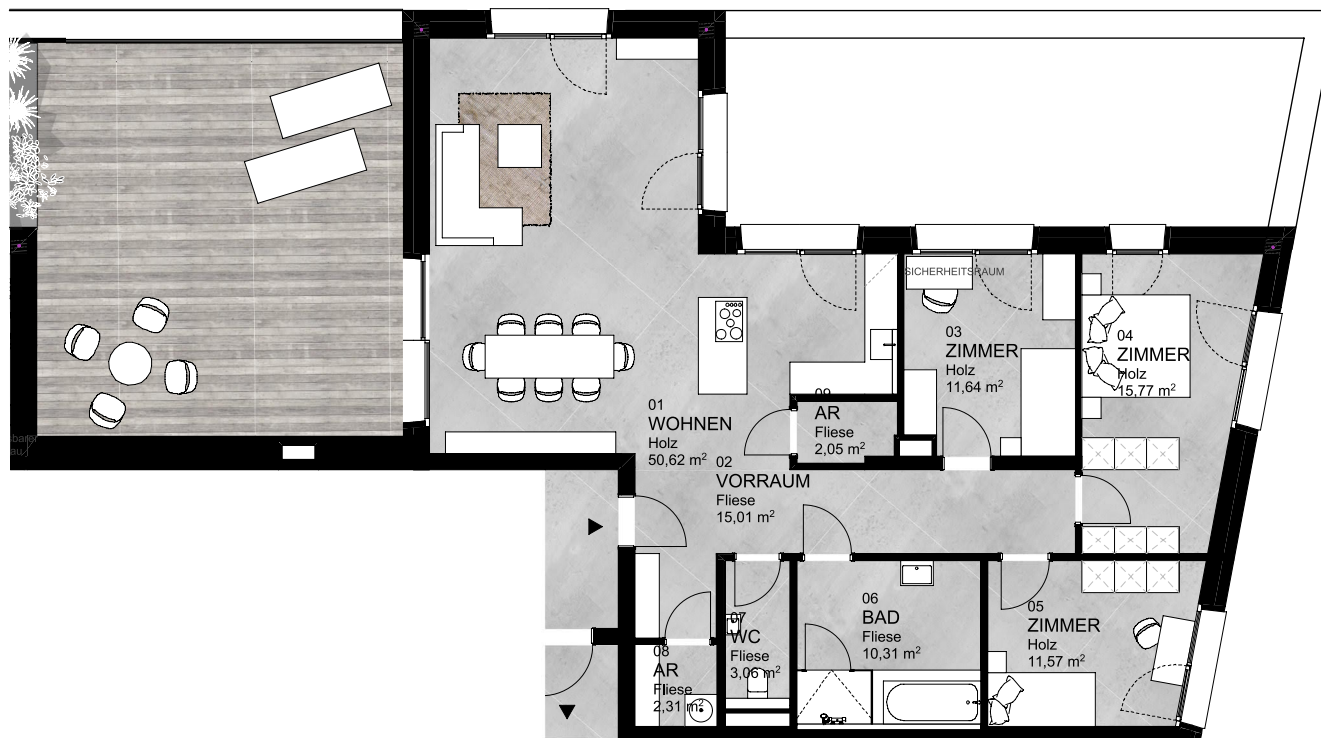 SICHERHEITSRAUM
03
ZIMMER
Holz
11,64 m²
04
ZIMMER
Holz
15,77 m²
01
WOHNEN
Holz
50,62 m²
09
AR
Fliese
2,05 m²
02
VORRAUM
Fliese
15,01 m²
07
WC
Fliese
3,06 m²
06
BAD
Fliese
10,31 m²
05
ZIMMER
Holz
11,57 m²
08
AR
Fliese
2,31 m²